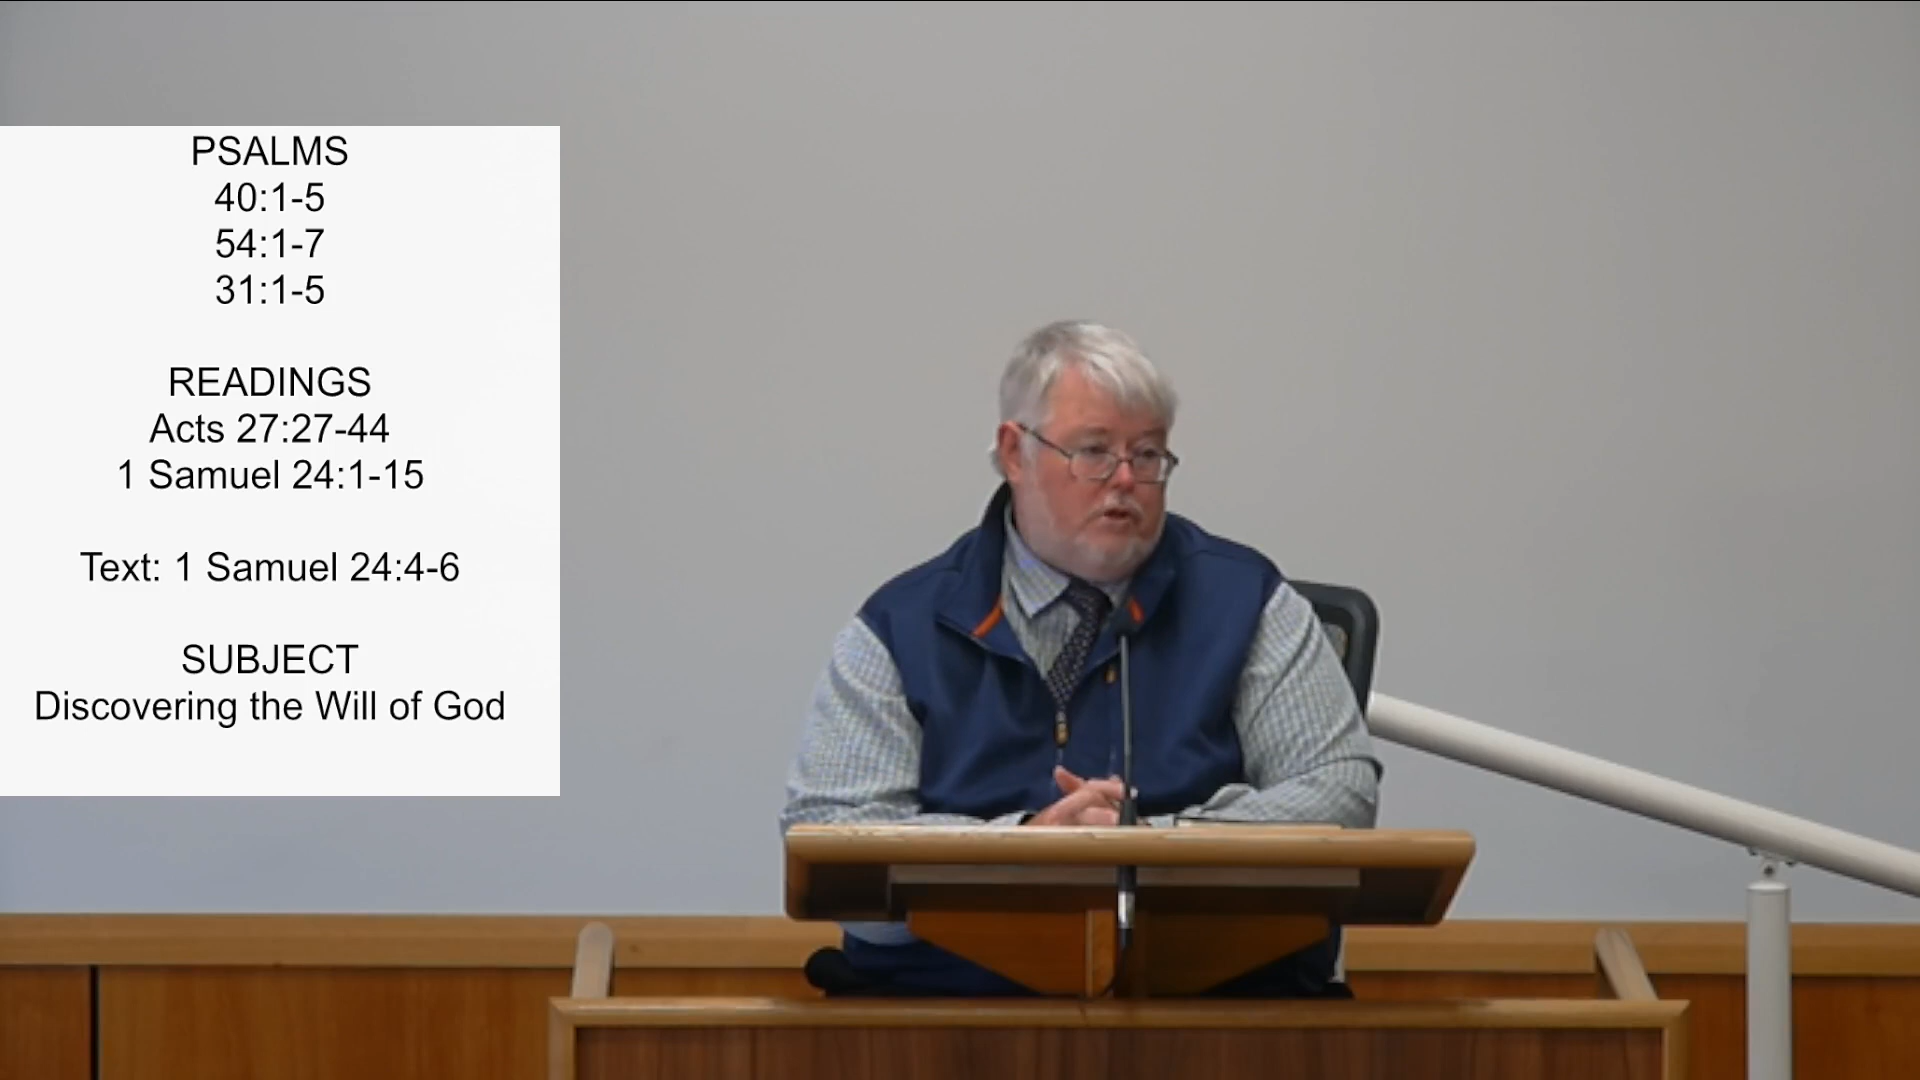 PSALMS
40:1-5
54:1-7
31:1-5
READINGS
Acts 27:27-44
1 Samuel 24:1-15
Text: 1 Samuel 24:4-6
SUBJECT
Discovering the Will of God